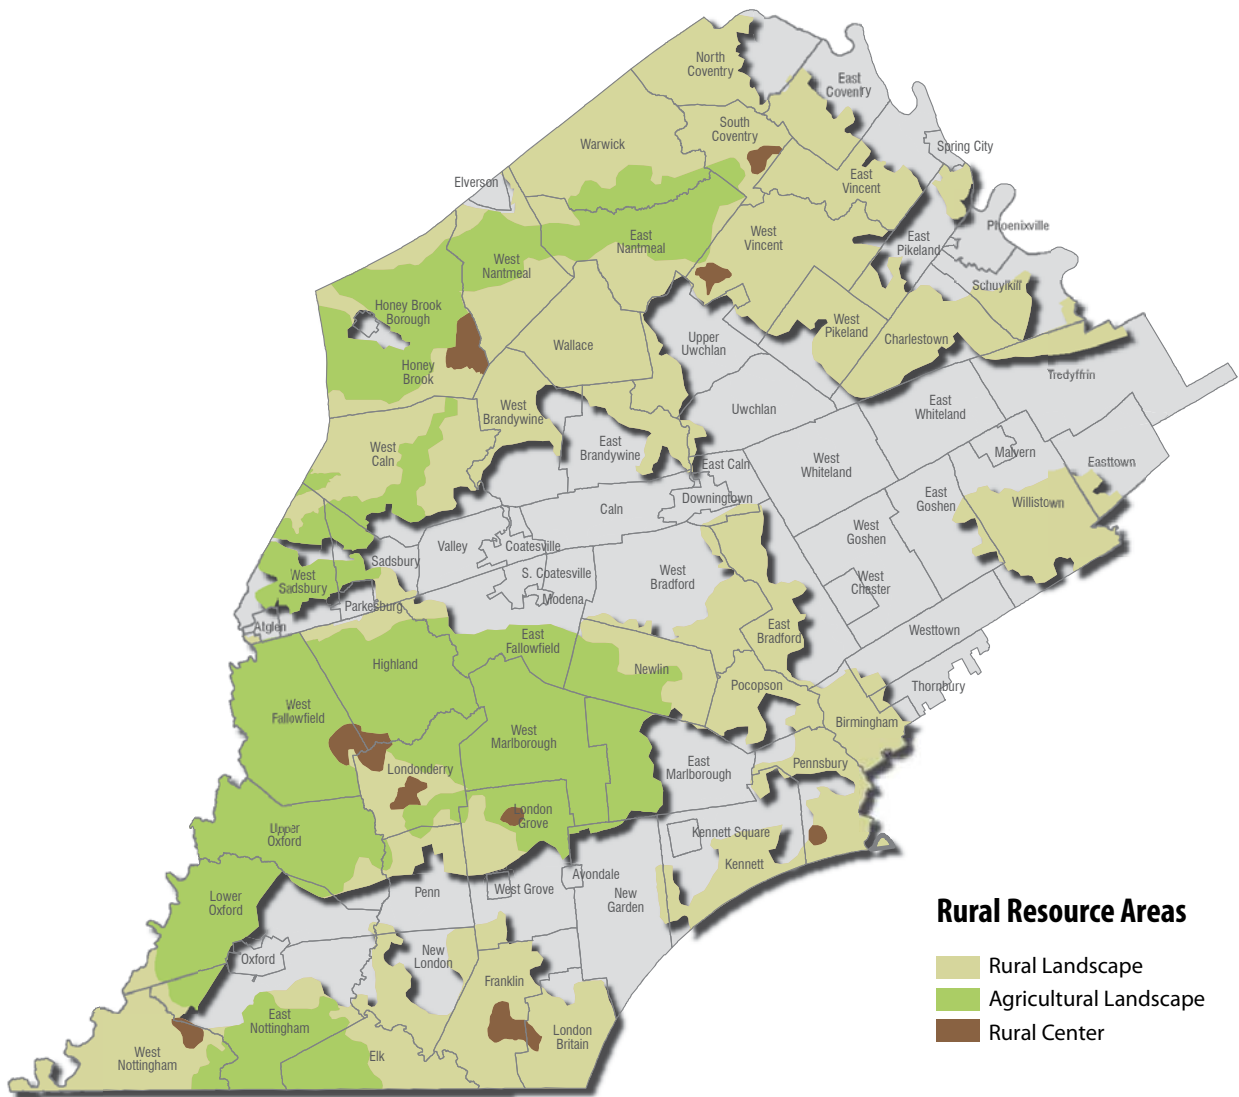 North
Coventry
East
Coventry
South
Coventry
Warwick
Spring City
Elverson
East
Vincent
Phoenixville
East
Nantmeal
West
Vincent
East
Pikeland
West
Nantmeal
Schuylkill
Honey Brook
Borough
West
Pikeland
Charlestown
Upper
Uwchlan
Wallace
Honey
Brook
Tredyffrin
West
Brandywine
Uwchlan
East
Whiteland
West
Caln
East
Brandywine
West
Whiteland
Malvern
East Caln
Easttown
Downingtown
East
Goshen
Willistown
Caln
West
Goshen
Valley
Coatesville
Sadsbury
S. Coatesville
West
Bradford
West
Sadsbury
West
Chester
Modena
Parkesburg
Atglen
East
Bradford
Westtown
East
Fallowfield
Highland
Newlin
Pocopson
Thornbury
West
Fallowfield
Birmingham
West
Marlborough
East
Marlborough
Pennsbury
Londonderry
London
Grove
Upper
Oxford
Kennett Square
Kennett
Avondale
Penn
West Grove
New
Garden
Lower
Oxford
Oxford
New
London
Franklin
East
Nottingham
London
Britain
West
Nottingham
Elk
Rural Resource Areas
Rural Landscape
Agricultural Landscape
Rural Center